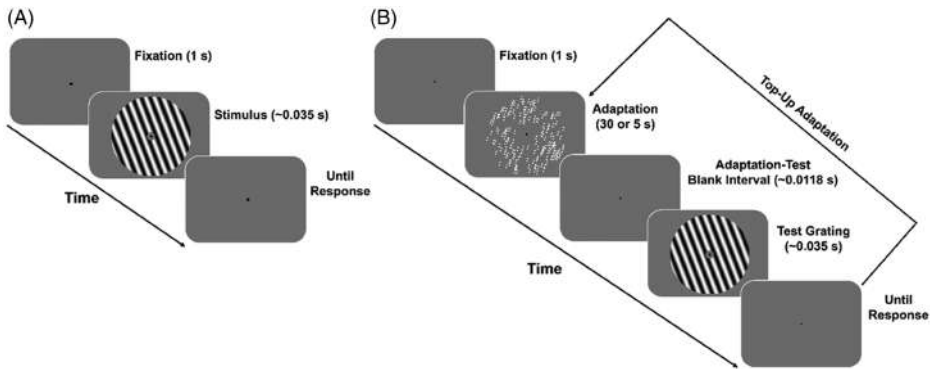 (A)
Fixation (1 s)
Stimulus (~0.035 s)
Until
Response
Time
(B)
Fixation (1 s)
Adaptation
(30 or 5 s)
Top-Up Adaptation
Adaptation-Test
Blank Interval (~0.0118 s)
Test Grating
(~0.035 s)
Until
Response
Time